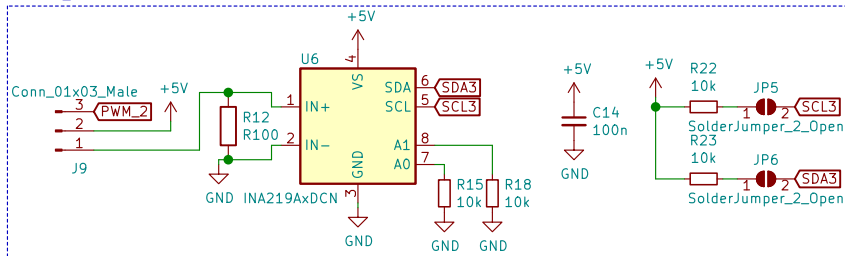 +5V
U6
Conn_01x03_Male
+5V
3 PWM_2
2
1
J9
R12
R100
GND
1 IN+
2 IN-
4
VS
SDA 6 SDA3
SCL 5 SCL3
A1 8
A0 7
GND
3
INA219AxDCN
GND
R15
10k
GND
R18
10k
GND
+5V
C14
100n
GND
+5V
R22
10k
JP5
1 2 SCL3
SolderJumper_2_Open
R23
10k
JP6
1 2 SDA3
SolderJumper_2_Open